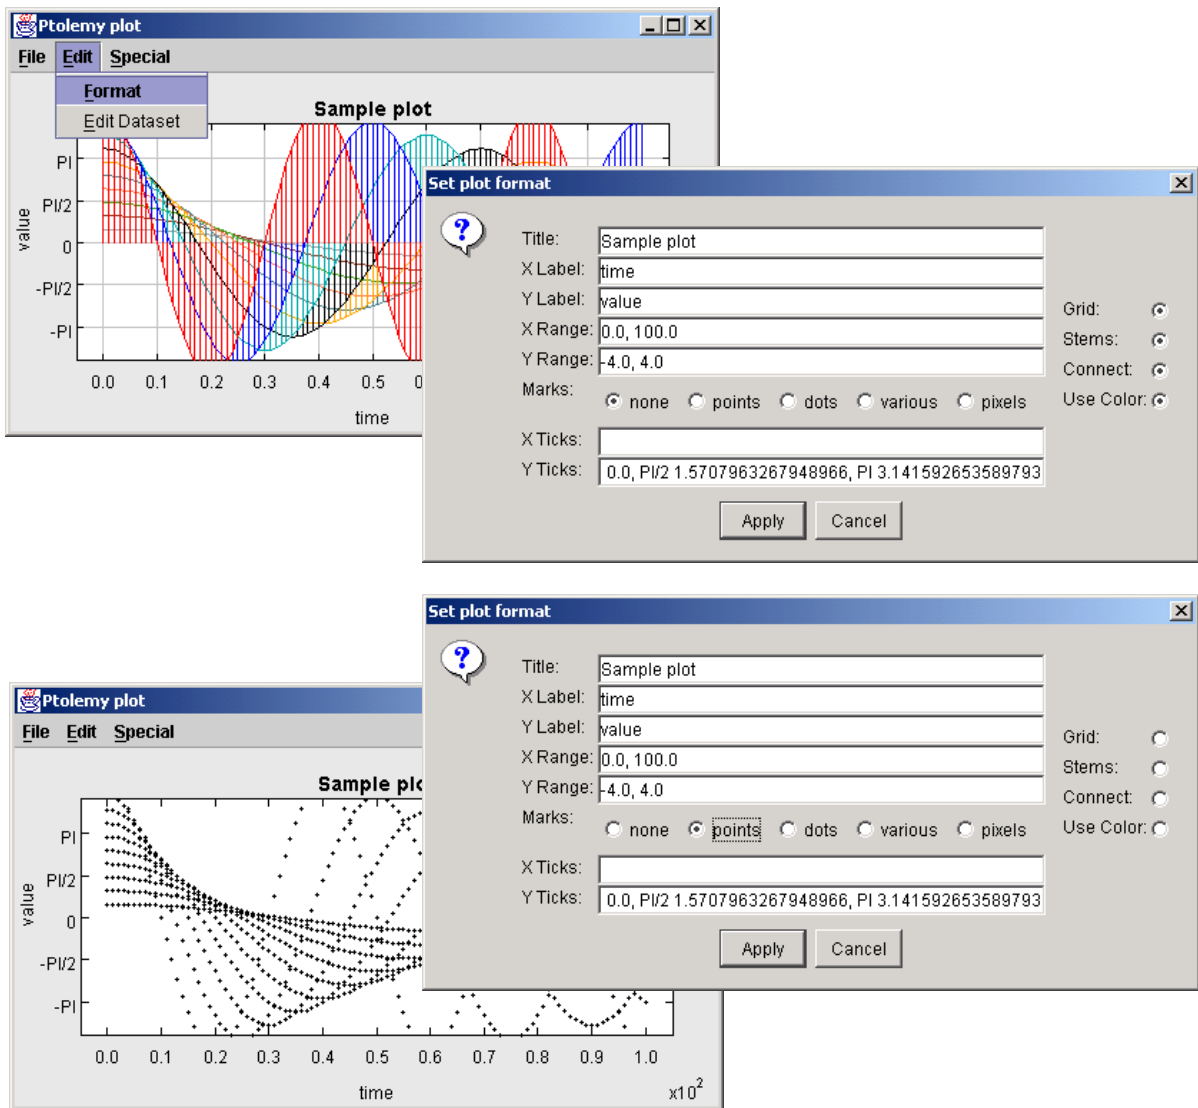 Ptolemy plot
File Edit Special
Format
Edit Dataset
Sample plot
PI
PI/2
0
-PI/2
-PI
value
0.0 0.1 0.2 0.3 0.4 0.5
time
Set plot format
Title: Sample plot
X Label: time
Y Label: value
X Range: 0.0, 100.0
Y Range: -4.0, 4.0
Grid:
Stems:
Connect:
Use Color:
Marks: none points dots various pixels
X Ticks:
Y Ticks: 0.0, PI/2 1.5707963267948966, PI 3.141592653589793
Apply Cancel
Set plot format
Title: Sample plot
X Label: time
Y Label: value
X Range: 0.0, 100.0
Y Range: -4.0, 4.0
Grid:
Stems:
Connect:
Use Color:
Marks: none points dots various pixels
X Ticks:
Y Ticks: 0.0, PI/2 1.5707963267948966, PI 3.141592653589793
Apply Cancel
Ptolemy plot
File Edit Special
Sample
PI
PI/2
0
-PI/2
-PI
value
0.0 0.1 0.2 0.3 0.4 0.5 0.6 0.7 0.8 0.9 1.0
time x10^2